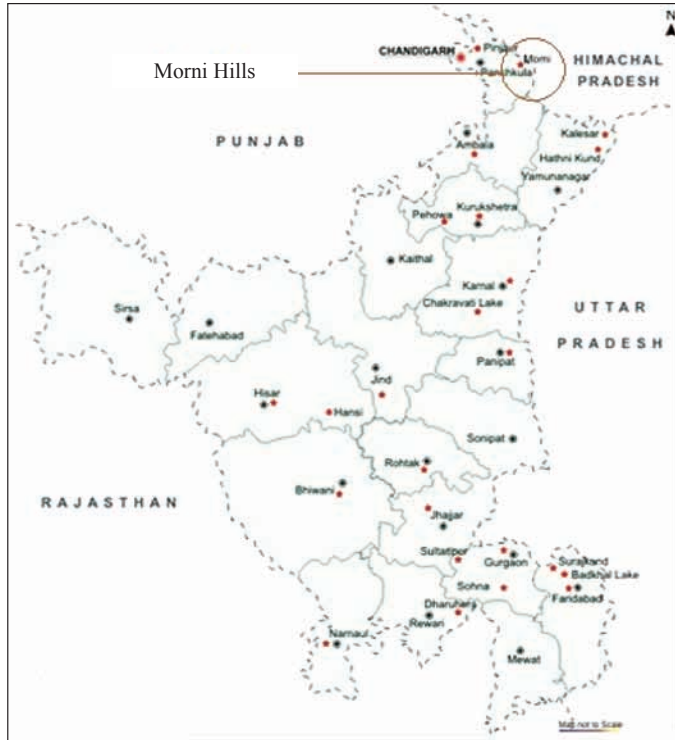 N
CHANDIGARH
Pinjaur
Morni
Panchkula
HIMACHAL
PRADESH
Morni Hills
PUNJAB
Ambala
Kalesar
Hathni Kund
Yamunanagar
Kurukshetra
Pehowa
Kaithal
Karnal
Chakravati Lake
UTTAR
PRADESH
Sirsa
Fatehabad
Panipat
Jind
Hisar
Hansi
Sonipat
Rohtak
Bhiwani
RAJASTHAN
Jhajjar
Sultatipur
Gurgaon
Surajkund
Badkhal Lake
Sohna
Faridabad
Dharuhera
Rewari
Narnaul
Mewat
Map not to Scale